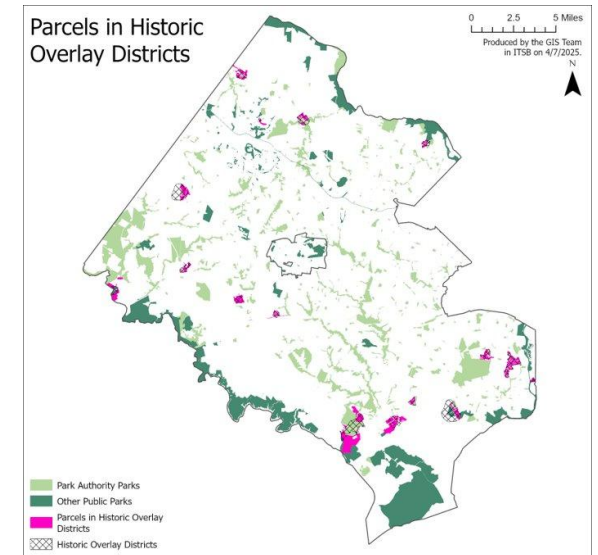 Parcels in Historic
Overlay Districts
0 2.5 5 Miles
Produced by the GIS Team
in ITSB on 4/7/2025.
N
Park Authority Parks
Other Public Parks
Parcels in Historic Overlay
Districts
Historic Overlay Districts